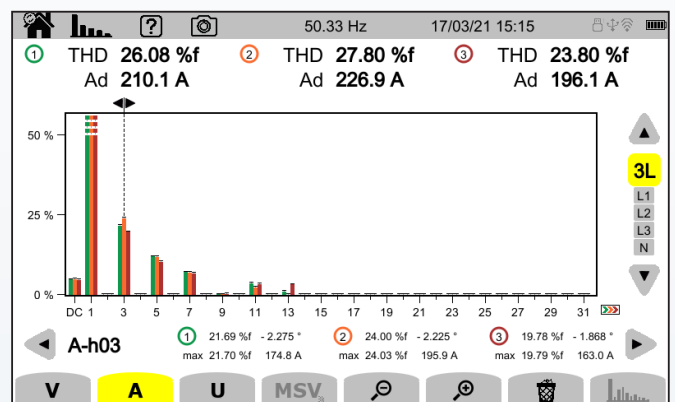 ? 50.33 Hz 17/03/21 15:15
1 THD 26.08 %f 2 THD 27.80 %f 3 THD 23.80 %f
Ad 210.1 A Ad 226.9 A Ad 196.1 A
50 %
3L
L1
25 %
L2
L3
N
0 %
DC 1 3 5 7 9 11 13 15 17 19 21 23 25 27 29 31
A-h03 1 21.69 %f - 2.275 ° 2 24.00 %f - 2.225 ° 3 19.78 %f - 1.868 °
max 21.70 %f 174.8 A max 24.03 %f 195.9 A max 19.79 %f 163.0 A
V A U MSV